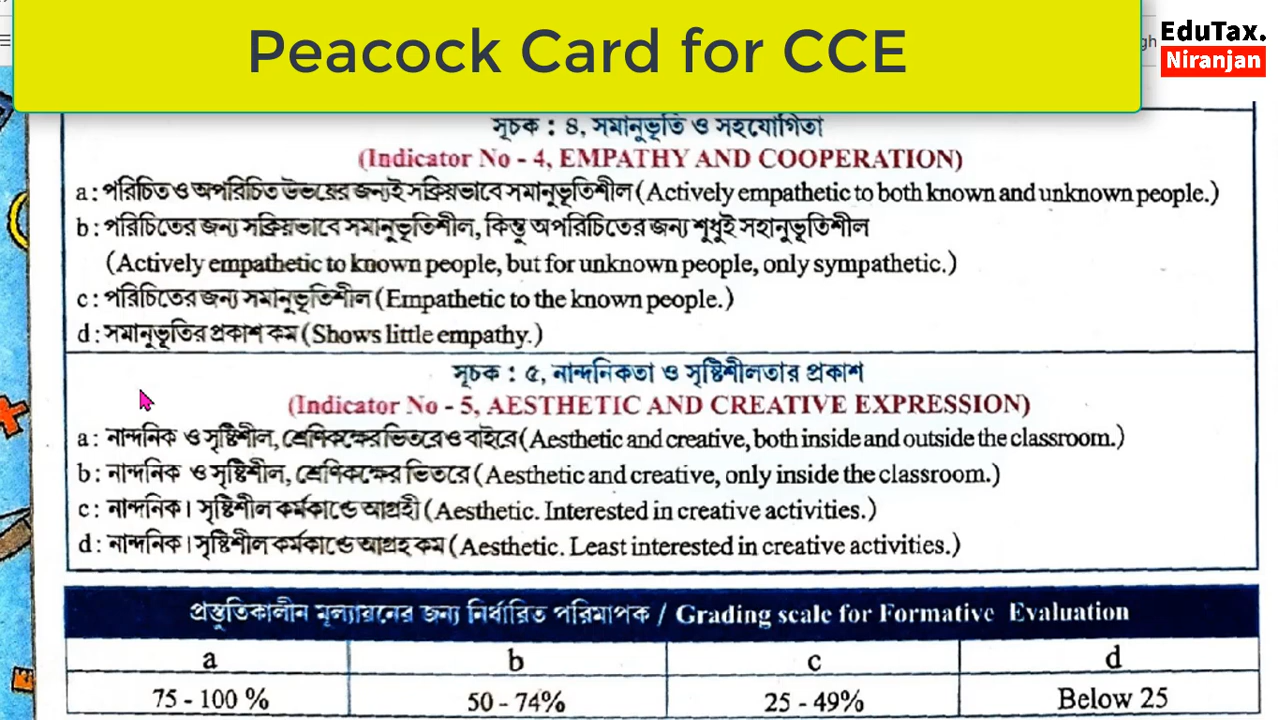 Peacock Card for CCE
EduTax.
Niranjan
gh
সূচক : 8, সমানুভূতি ও সহযোগিতা
(Indicator No - 4, EMPATHY AND COOPERATION)
a : পরিচিত ও অপরিচিত উভয়ের জন্যই সক্রিয়ভাবে সমানুভূতিশীল (Actively empathetic to both known and unknown people.)
b : পরিচিতের জন্য সক্রিয়ভাবে সমানুভূতিশীল, কিন্তু অপরিচিতের জন্য শুধুই সহানুভূতিশীল
(Actively empathetic to known people, but for unknown people, only sympathetic.)
c : পরিচিতের জন্য সমানুভূতিশীল (Empathetic to the known people.)
d : সমানুভূতির প্রকাশ কম (Shows little empathy.)
সূচক : ৫, নান্দনিকতা ও সৃষ্টিশীলতার প্রকাশ
(Indicator No - 5, AESTHETIC AND CREATIVE EXPRESSION)
a : নান্দনিক ও সৃষ্টিশীল, শ্রেণিকক্ষের ভিতরে ও বাইরে (Aesthetic and creative, both inside and outside the classroom.)
b : নান্দনিক ও সৃষ্টিশীল, শ্রেণিকক্ষের ভিতরে (Aesthetic and creative, only inside the classroom.)
c : নান্দনিক। সৃষ্টিশীল কর্মকাণ্ডে আগ্রহী (Aesthetic. Interested in creative activities.)
d : নান্দনিক। সৃষ্টিশীল কর্মকাণ্ডে আগ্রহ কম (Aesthetic. Least interested in creative activities.)
প্রস্তুতিকালীন মূল্যায়নের জন্য নির্ধারিত পরিমাপক / Grading scale for Formative Evaluation
a b c d
75 - 100 % 50 - 74% 25 - 49% Below 25